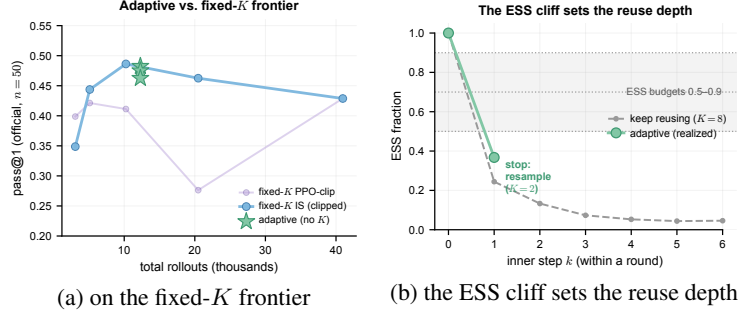 Adaptive vs. fixed-K frontier
pass@1 (official, n = 50)
0.55
0.50
0.45
0.40
0.35
0.30
0.25
0.20
fixed-K PPO-clip
fixed-K IS (clipped)
adaptive (no K)
10
20
30
40
total rollouts (thousands)
(a) on the fixed-K frontier
The ESS cliff sets the reuse depth
ESS fraction
1.0
0.8
0.6
0.4
0.2
0.0
ESS budgets 0.5–0.9
keep reusing (K = 8)
adaptive (realized)
stop:
resample
(K = 2)
0
1
2
3
4
5
6
inner step k (within a round)
(b) the ESS cliff sets the reuse depth